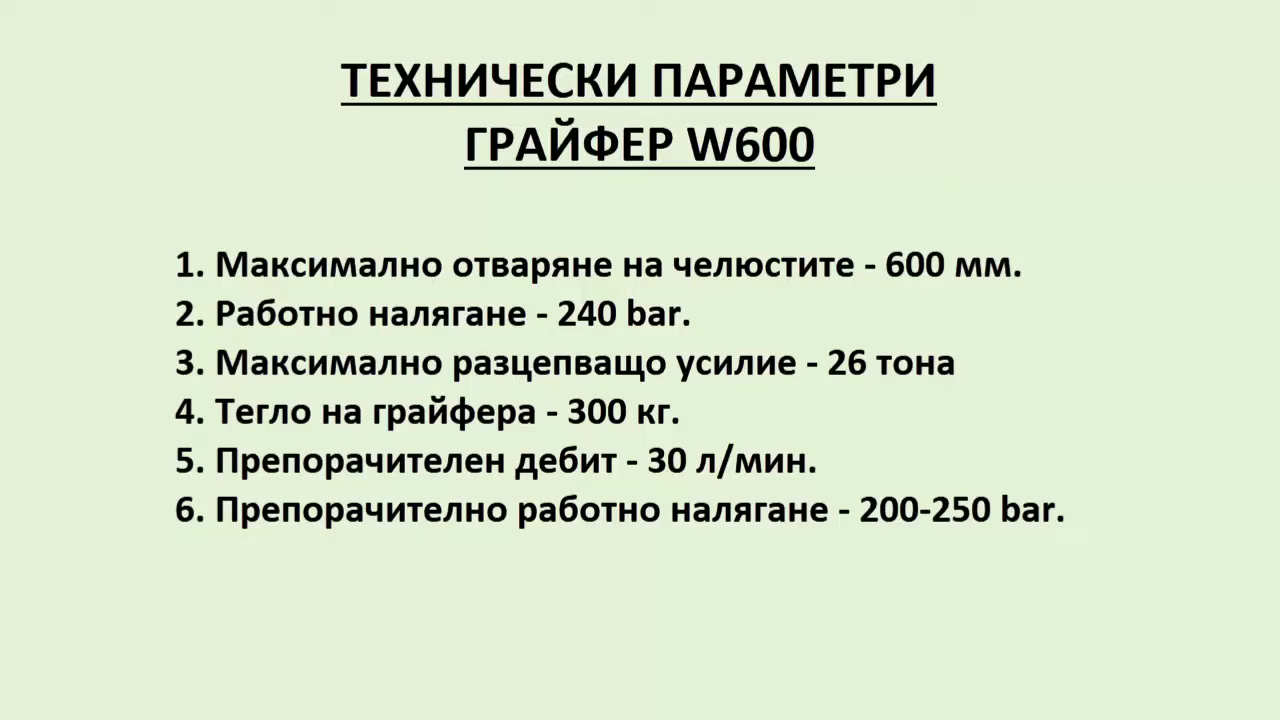 ТЕХНИЧЕСКИ ПАРАМЕТРИ
ГРАЙФЕР W600
1. Максимално отваряне на челюстите - 600 мм.
2. Работно налягане - 240 bar.
3. Максимално разцепващо усилие - 26 тона
4. Тегло на грайфера - 300 кг.
5. Препорачителен дебит - 30 л/мин.
6. Препорачително работно налягане - 200-250 bar.